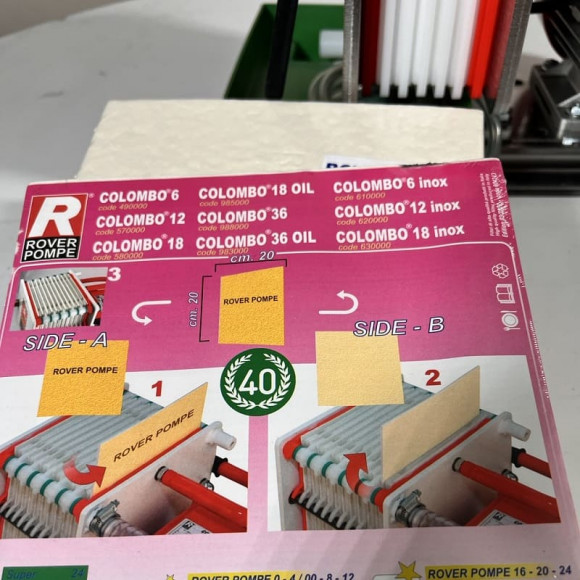 COLOMBO® 6
code 490000
COLOMBO® 12
code 570000
COLOMBO® 18
code 580000
COLOMBO® 18 OIL
code 985000
COLOMBO® 36
code 988000
COLOMBO® 36 OIL
code 983000
COLOMBO® 6 inox
code 610000
COLOMBO® 12 inox
code 620000
COLOMBO® 18 inox
code 630000
R®
ROVER
POMPE
3
cm. 20
cm. 20
ROVER POMPE
SIDE - A
SIDE - B
ROVER POMPE
1
40
2
ROVER POMPE
Super 24
ROVER POMPE 0 - 4 / 00 - 8 - 12
ROVER POMPE 16 - 20 - 24